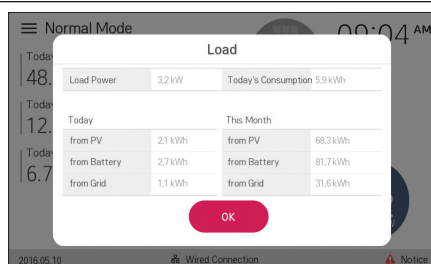 Normal Mode
09:04 AM
Load
Today
48.
Load Power 3,2 kW Today's Consumption 5,9 kWh
Today
12.
Today This Month
from PV 2,1 kWh from PV 68,3 kWh
Today
6.7
from Battery 2,7 kWh from Battery 81,7 kWh
from Grid 1,1 kWh from Grid 31,6 kWh
OK
2016.05.10 Wired Connection Notice